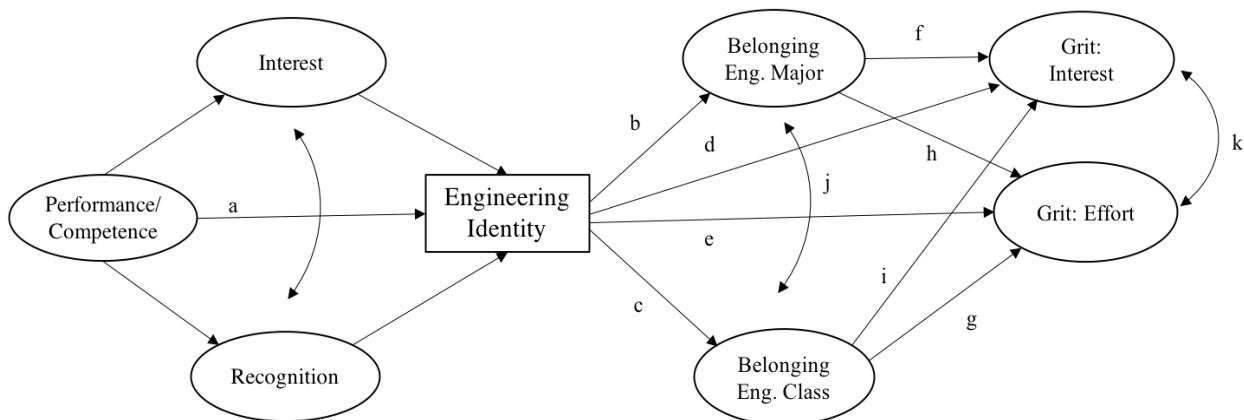 Interest
Performance/
Competence
a
Recognition
Engineering
Identity
b
d
e
c
Belonging
Eng. Major
j
Belonging
Eng. Class
f
h
i
g
Grit:
Interest
Grit: Effort
k